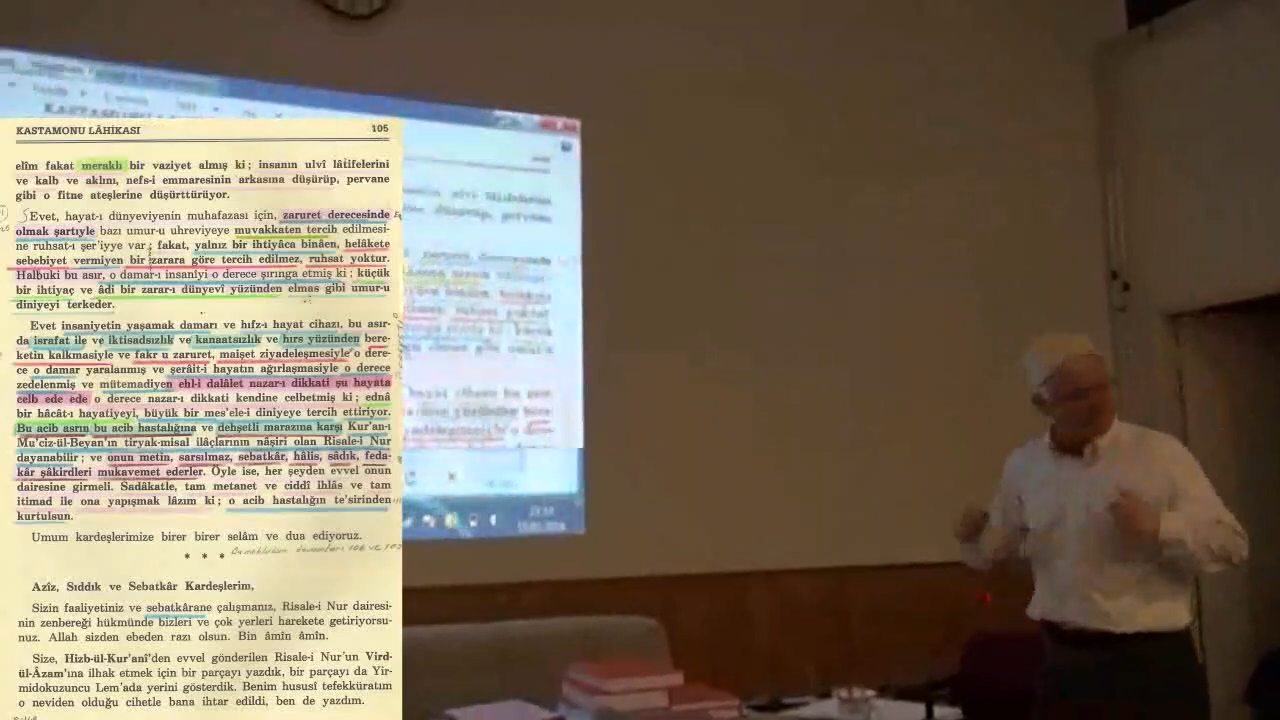 KASTAMONU LÂHİKASI 105
elîm fakat meraklı bir vaziyet almış ki; insanın ulvî lâtifelerini
ve kalb ve aklını, nefs-i emmaresinin arkasına düşürüp, pervane
gibi o fitne ateşlerine düşürttürüyor.
Evet, hayat-ı dünyeviyenin muhafazası için, zaruret derecesinde
olmak şartıyle bazı umur-u uhreviyeye muvakkaten tercih edilmesi-
ne ruhsat-ı şer'iyye var; fakat, yalnız bir ihtiyâca binâen, helâkete
sebebiyet vermiyen bir zarara göre tercih edilmez, ruhsat yoktur.
Halbuki bu asır, o damar-ı insanîyi o derece şırınga etmiş ki; küçük
bir ihtiyaç ve âdi bir zarar-ı dünyevî yüzünden elmas gibi umur-u
diniyeyi terkeder.
Evet insaniyetin yaşamak damarı ve hıfz-ı hayat cihazı, bu asır-
da israfat ile ve iktisadsızlık ve kanaatsızlık ve hırs yüzünden bere-
ketin kalkmasiyle ve fakr u zaruret, maişet ziyadeleşmesiyle o dere-
ce o damar yaralanmış ve şerâit-i hayatın ağırlaşmasiyle o derece
zedelenmiş ve mütemadiyen ehl-i dalâlet nazar-ı dikkati şu hayata
celb ede ede o derece nazar-ı dikkati kendine celbetmiş ki; ednâ
bir hâcât-ı hayatiyeyi, büyük bir mes'ele-i diniyeye tercih ettiriyor.
Bu acib asrın bu acib hastalığına ve dehşetli marazına karşı Kur'an-ı
Mu'ciz-ül-Beyan'ın tiryak-misal ilâçlarının nâşiri olan Risale-i Nur
dayanabilir; ve onun metin, sarsılmaz, sebatkâr, hâlis, sâdık, feda-
kâr şâkirdleri mukavemet ederler. Öyle ise, her şeyden evvel onun
dairesine girmeli. Sadâkatle, tam metanet ve ciddî ihlâs ve tam
itimad ile ona yapışmak lâzım ki; o acib hastalığın te'sirinden
kurtulsun.
Umum kardeşlerimize birer birer selâm ve dua ediyoruz.
* * *
Azîz, Sıddık ve Sebatkâr Kardeşlerim,
Sizin faaliyetiniz ve sebatkârane çalışmanız, Risale-i Nur dairesi-
nin zenbereği hükmünde bizleri ve çok yerleri harekete getiriyorsu-
nuz. Allah sizden ebeden razı olsun. Bin âmîn âmîn.
Size, Hizb-ül-Kur'anî'den evvel gönderilen Risale-i Nur'un Vird-
ül-Âzam'ına ilhak etmek için bir parçayı yazdık, bir parçayı da Yir-
midokuzuncu Lem'ada yerini gösterdik. Benim hususî tefekküratım
o neviden olduğu cihetle bana ihtar edildi, ben de yazdım.